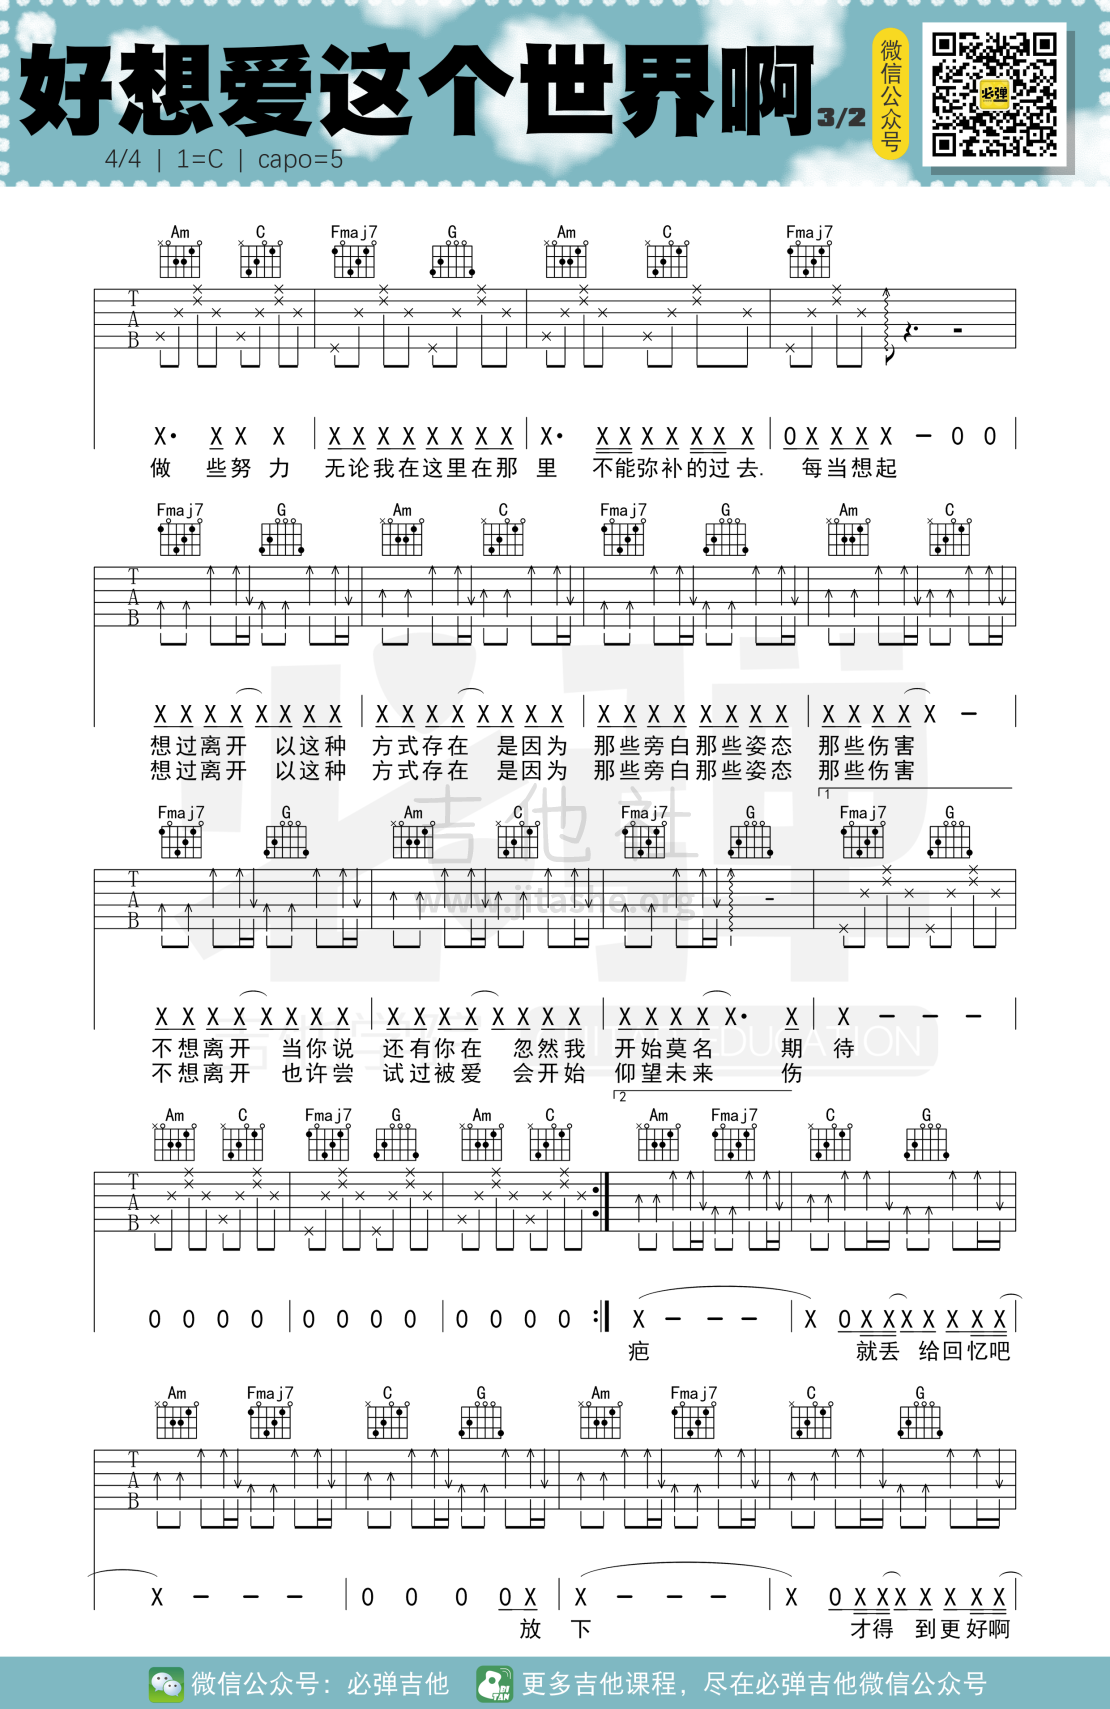 好想爱这个世界啊 3/2
微信公众号
必弹
4/4 | 1=C | capo=5
Am C Fmaj7 G Am C Fmaj7
T
A
B
X· X X X X X X X X X X X X· X X X X X X X 0 X X X X － 0 0
做 些努 力 无论我在这里在那 里 不能弥补的过去. 每当想起
Fmaj7 G Am C Fmaj7 G Am C
T
A
B
X X X X X X X X X X X X X X X X X X X X X X X X X X X X X －
想过离开 以这种 方式存在 是因为 那些旁白那些姿态 那些伤害
想过离开 以这种 方式存在 是因为 那些旁白那些姿态 那些伤害
吉他社
www.jitashe.org
1
Fmaj7 G Am C Fmaj7 G Fmaj7 G
T
A
B
X X X X X X X X X X X X X X X X X X X X X· X X － － －
不想离开 当你说 还有你在 忽然我 开始莫名 期 待
不想离开 也许尝 试过被爱 会开始 仰望未来 伤
2
Am C Fmaj7 G Am C Am Fmaj7 C G
T
A
B
0 0 0 0 0 0 0 0 0 0 0 0 X － － － X 0 X X X X X X X
疤 就丢 给回忆吧
Am Fmaj7 C G Am Fmaj7 C G
T
A
B
X － － － 0 0 0 0 X X － － － X 0 X X X X X X X
放 下 才得 到更好啊
微信公众号：必弹吉他
BITAN
更多吉他课程，尽在必弹吉他微信公众号